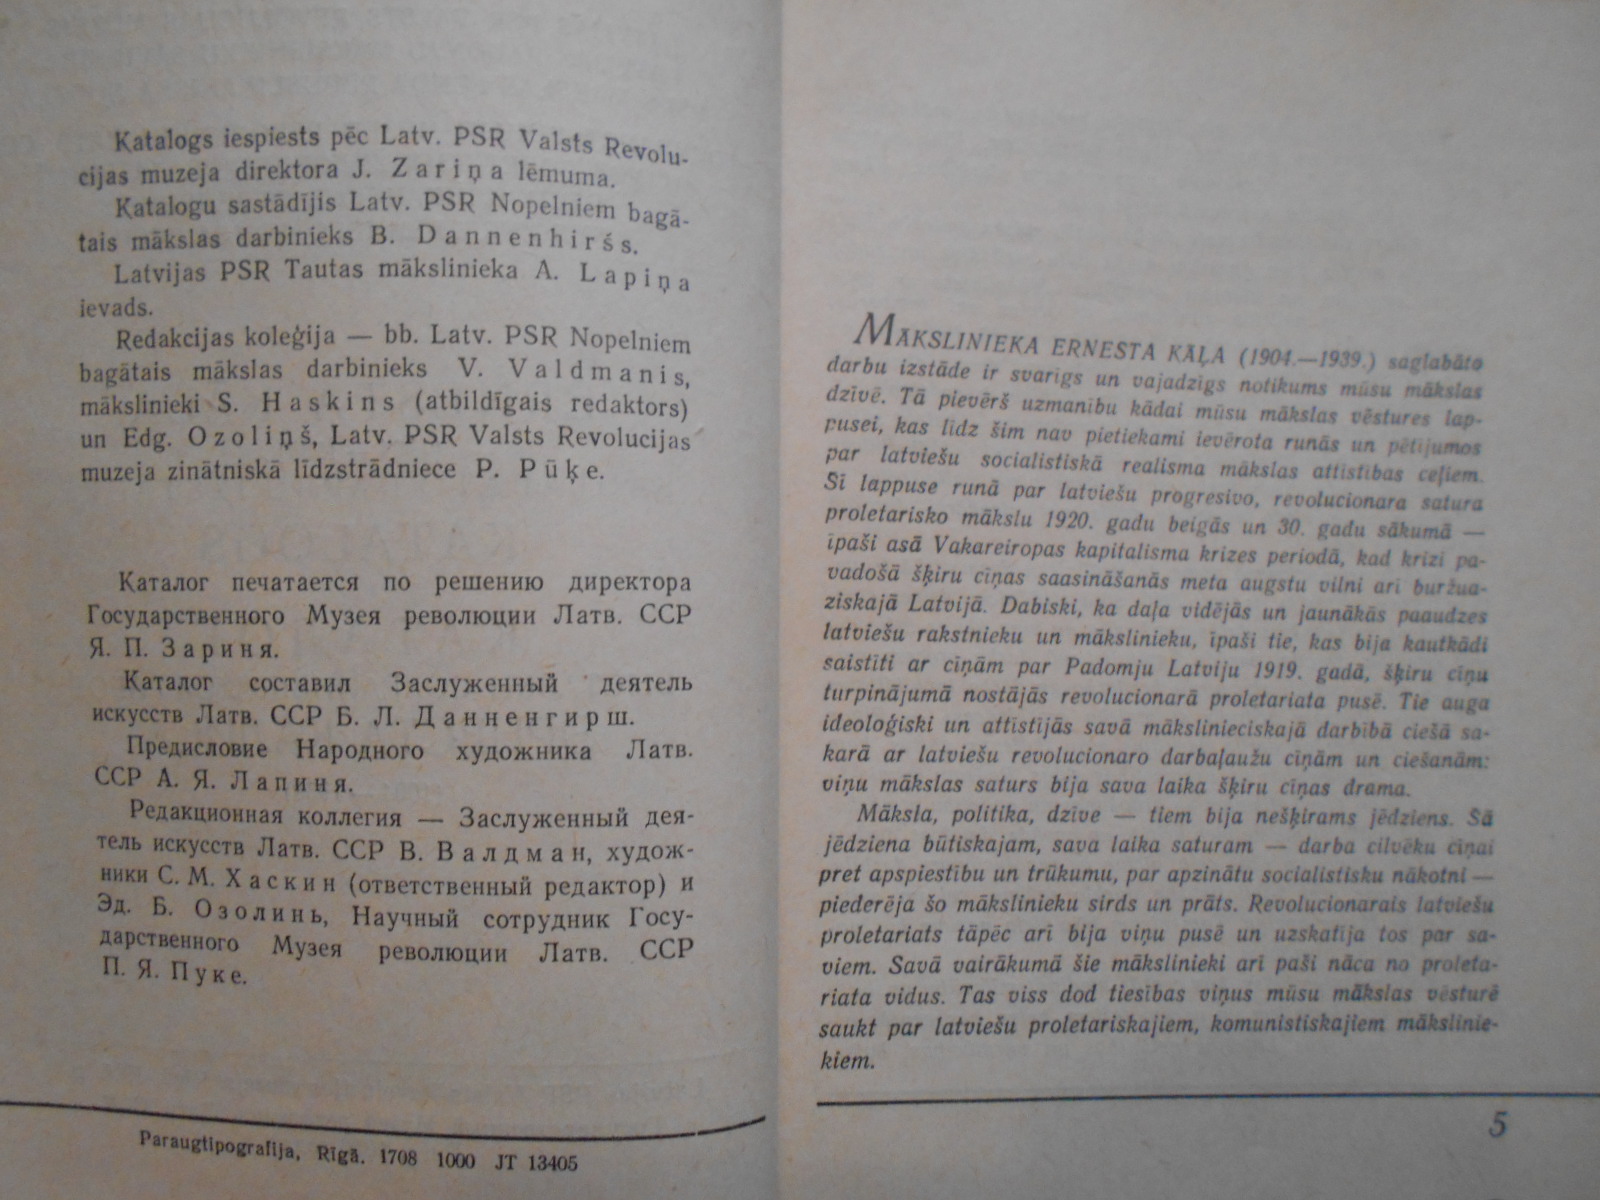 Katalogs iespiests pēc Latv. PSR Valsts Revolu-
cijas muzeja direktora J. Zariņa lēmuma.
Katalogu sastādījis Latv. PSR Nopelniem bagā-
tais mākslas darbinieks B. Dannenhiršs.
Latvijas PSR Tautas mākslinieka A. Lapiņa
ievads.
Redakcijas koleģija — bb. Latv. PSR Nopelniem
bagātais mākslas darbinieks V. Valdmanis,
mākslinieki S. Haskins (atbildīgais redaktors)
un Edg. Ozoliņš, Latv. PSR Valsts Revolucijas
muzeja zinātniskā līdzstrādniece P. Pūķe.
Каталог печатается по решению директора
Государственного Музея революции Латв. ССР
Я. П. Зариня.
Каталог составил Заслуженный деятель
искусств Латв. ССР Б. Л. Данненгирш.
Предисловие Народного художника Латв.
ССР А. Я. Лапиня.
Редакционная коллегия — Заслуженный дея-
тель искусств Латв. ССР В. Валдман, худож-
ники С. М. Хаскин (ответственный редактор) и
Эд. Б. Озолинь, Научный сотрудник Госу-
дарственного Музея революции Латв. ССР
П. Я. Пуке.
Paraugtipografija, Rīgā. 1708 1000 JT 13405
MĀKSLINIEKA ERNESTA KĀĻA (1904.—1939.) saglabāto
darbu izstāde ir svarīgs un vajadzīgs notikums mūsu mākslas
dzīvē. Tā pievērš uzmanību kādai mūsu mākslas vēstures lap-
pusei, kas līdz šim nav pietiekami ievērota runās un pētījumos
par latviešu socialistiskā realisma mākslas attīstības ceļiem.
Šī lappuse runā par latviešu progresivo, revolucionara satura
proletarisko mākslu 1920. gadu beigās un 30. gadu sākumā —
īpaši asā Vakareiropas kapitalisma krizes periodā, kad krizi pa-
vadošā šķiru cīņas saasināšanās meta augstu vilni arī buržua-
ziskajā Latvijā. Dabiski, ka daļa vidējās un jaunākās paaudzes
latviešu rakstnieku un mākslinieku, īpaši tie, kas bija kautkādi
saistīti ar cīņām par Padomju Latviju 1919. gadā, šķiru cīņu
turpinājumā nostājās revolucionarā proletariata pusē. Tie auga
ideoloģiski un attīstījās savā mākslinieciskajā darbībā ciešā sa-
karā ar latviešu revolucionaro darbaļaužu cīņām un ciešanām:
viņu mākslas saturs bija sava laika šķiru cīņas drama.
Māksla, politika, dzīve — tiem bija nešķirams jēdziens. Šā
jēdziena būtiskajam, sava laika saturam — darba cilvēku cīņai
pret apspiestību un trūkumu, par apzinātu socialistisku nākotni —
piederēja šo mākslinieku sirds un prāts. Revolucionarais latviešu
proletariats tāpēc arī bija viņu pusē un uzskatīja tos par sa-
viem. Savā vairākumā šie mākslinieki arī paši nāca no proleta-
riata vidus. Tas viss dod tiesības viņus mūsu mākslas vēsturē
saukt par latviešu proletariskajiem, komunistiskajiem māksliniе-
kiem.
5